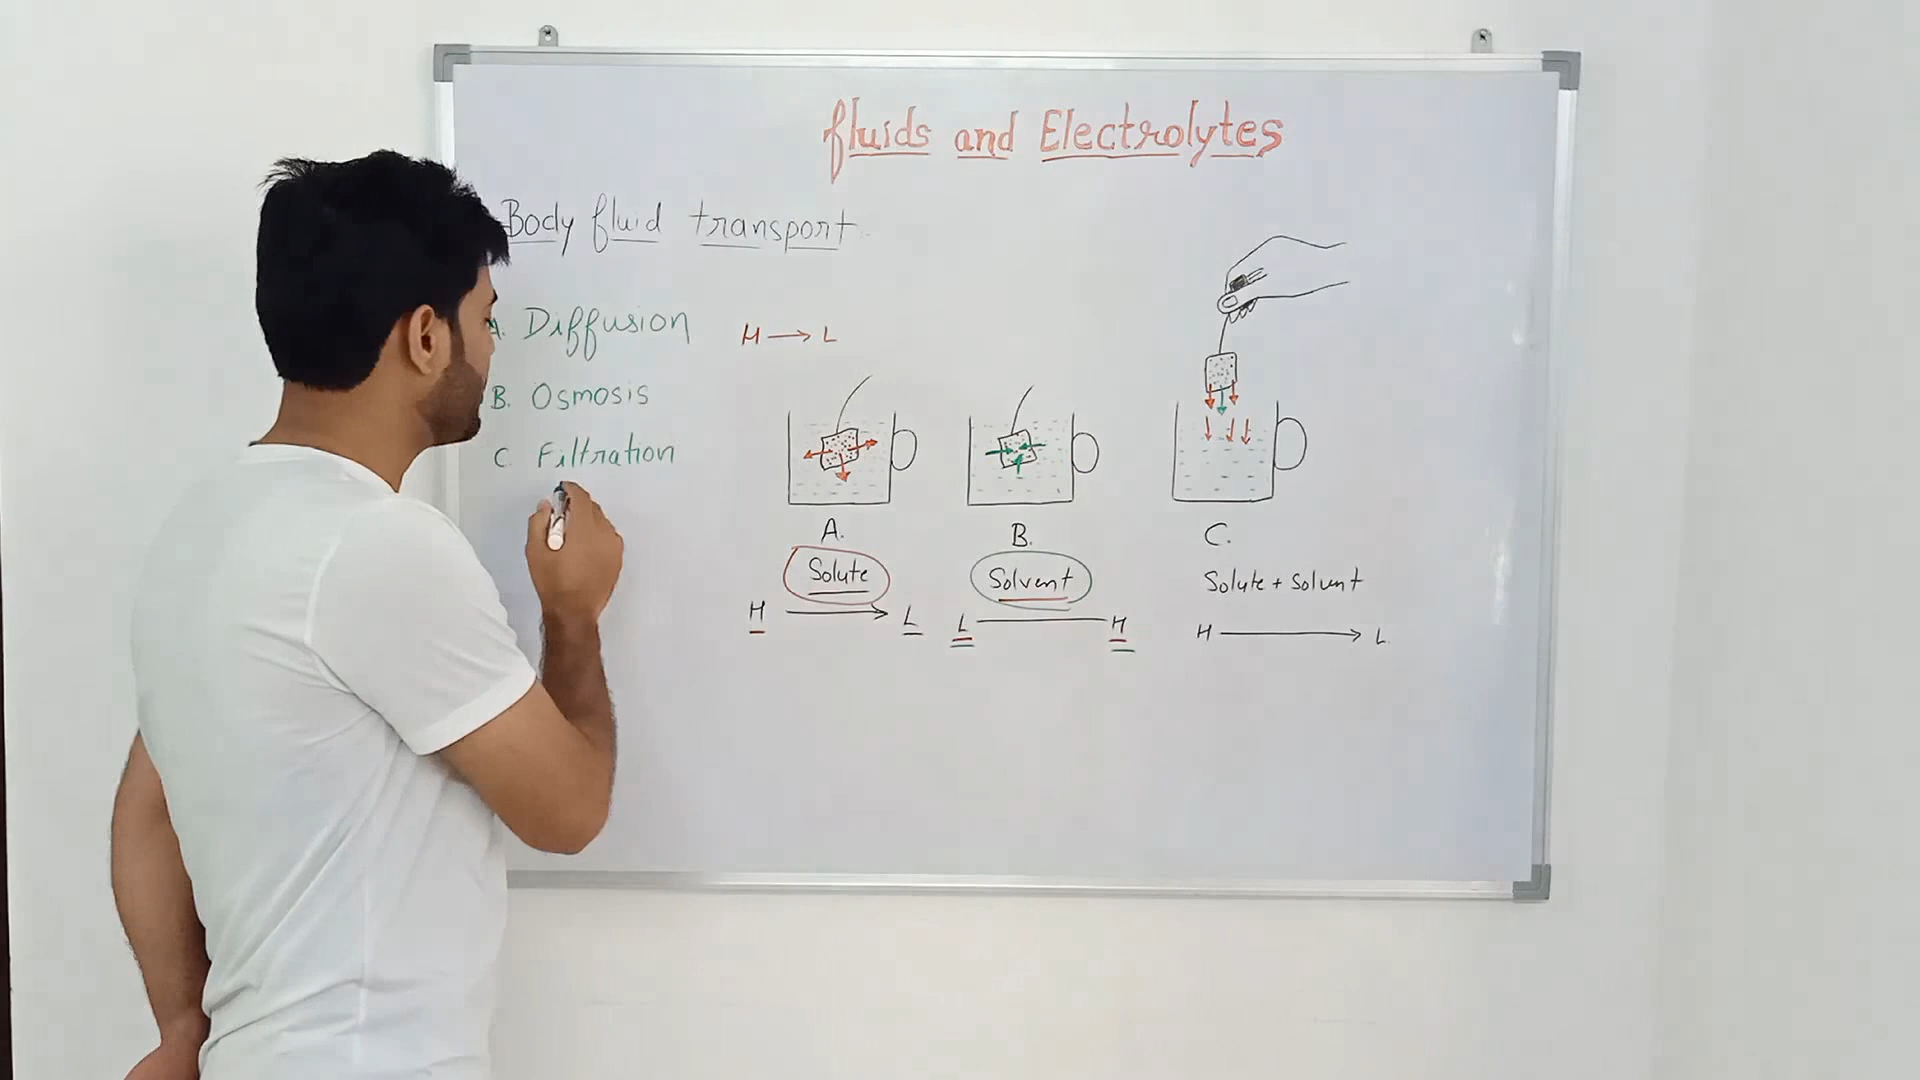 fluids and Electrolytes
Body fluid transport
A. Diffusion H → L
B. Osmosis
C. Filtration
A. B. C.
Solute Solvent Solute + Solvent
H → L L H H → L